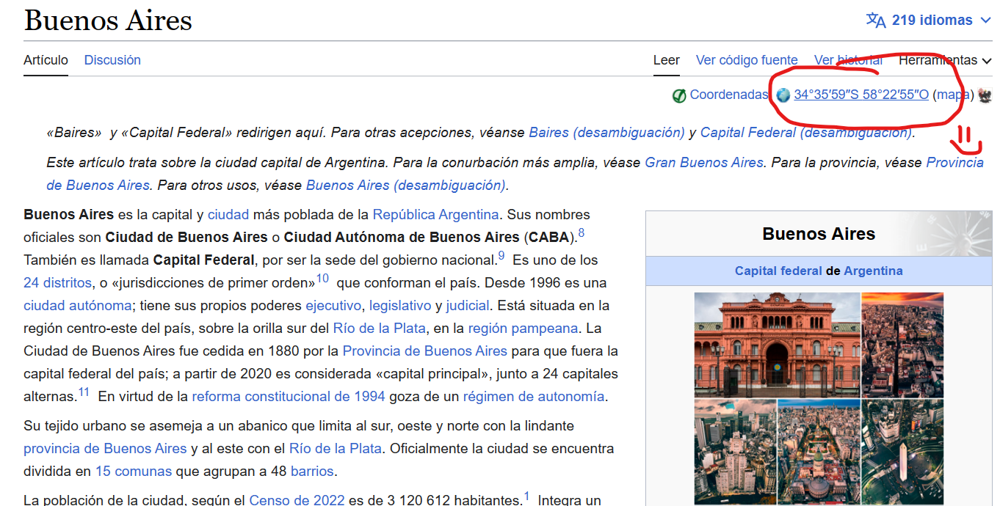 Buenos Aires
219 idiomas
Artículo Discusión Leer Ver código fuente Ver historial Herramientas
Coordenadas 34°35′59″S 58°22′55″O (mapa)
«Baires» y «Capital Federal» redirigen aquí. Para otras acepciones, véanse Baires (desambiguación) y Capital Federal (desambiguación).
Este artículo trata sobre la ciudad capital de Argentina. Para la conurbación más amplia, véase Gran Buenos Aires. Para la provincia, véase Provincia
de Buenos Aires. Para otros usos, véase Buenos Aires (desambiguación).
Buenos Aires es la capital y ciudad más poblada de la República Argentina. Sus nombres
oficiales son Ciudad de Buenos Aires o Ciudad Autónoma de Buenos Aires (CABA).8
También es llamada Capital Federal, por ser la sede del gobierno nacional.9 Es uno de los
24 distritos, o «jurisdicciones de primer orden»10 que conforman el país. Desde 1996 es una
ciudad autónoma; tiene sus propios poderes ejecutivo, legislativo y judicial. Está situada en la
región centro-este del país, sobre la orilla sur del Río de la Plata, en la región pampeana. La
Ciudad de Buenos Aires fue cedida en 1880 por la Provincia de Buenos Aires para que fuera la
capital federal del país; a partir de 2020 es considerada «capital principal», junto a 24 capitales
alternas.11 En virtud de la reforma constitucional de 1994 goza de un régimen de autonomía.
Su tejido urbano se asemeja a un abanico que limita al sur, oeste y norte con la lindante
provincia de Buenos Aires y al este con el Río de la Plata. Oficialmente la ciudad se encuentra
dividida en 15 comunas que agrupan a 48 barrios.
La población de la ciudad, según el Censo de 2022 es de 3 120 612 habitantes.1 Integra un
Buenos Aires
Capital federal de Argentina